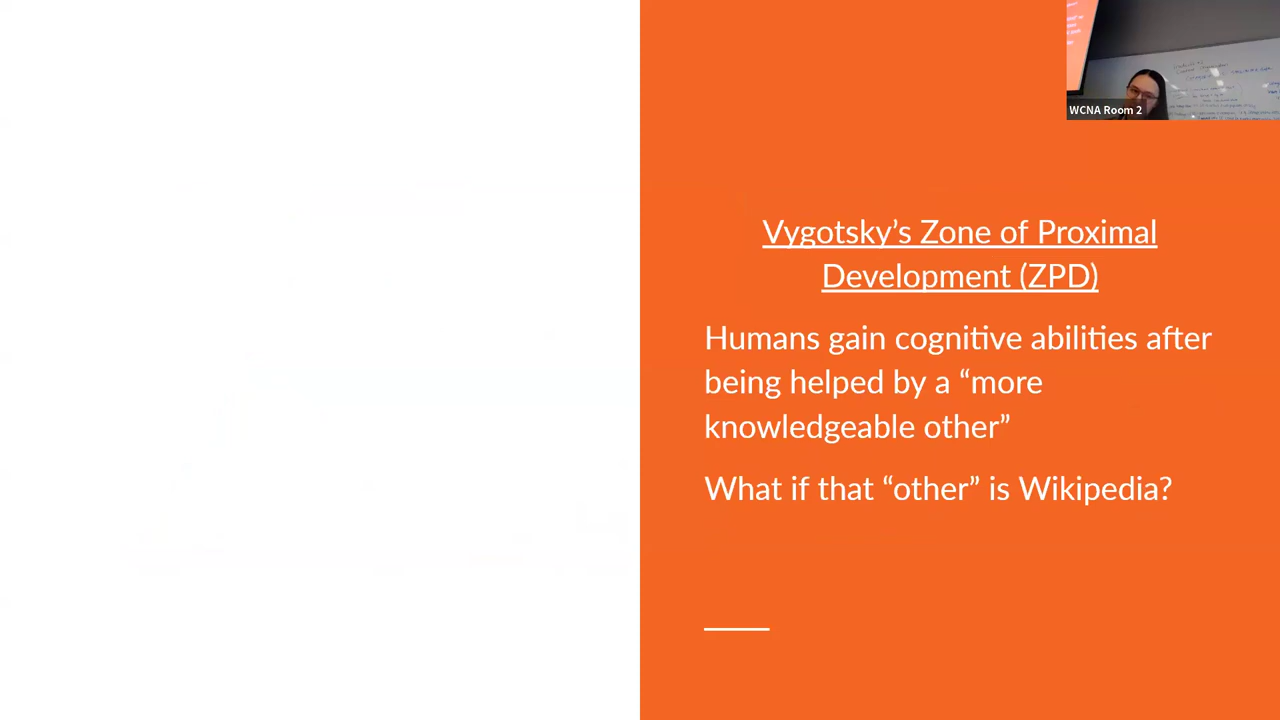 WCNA Room 2
Vygotsky’s Zone of Proximal
Development (ZPD)
Humans gain cognitive abilities after
being helped by a “more
knowledgeable other”
What if that “other” is Wikipedia?